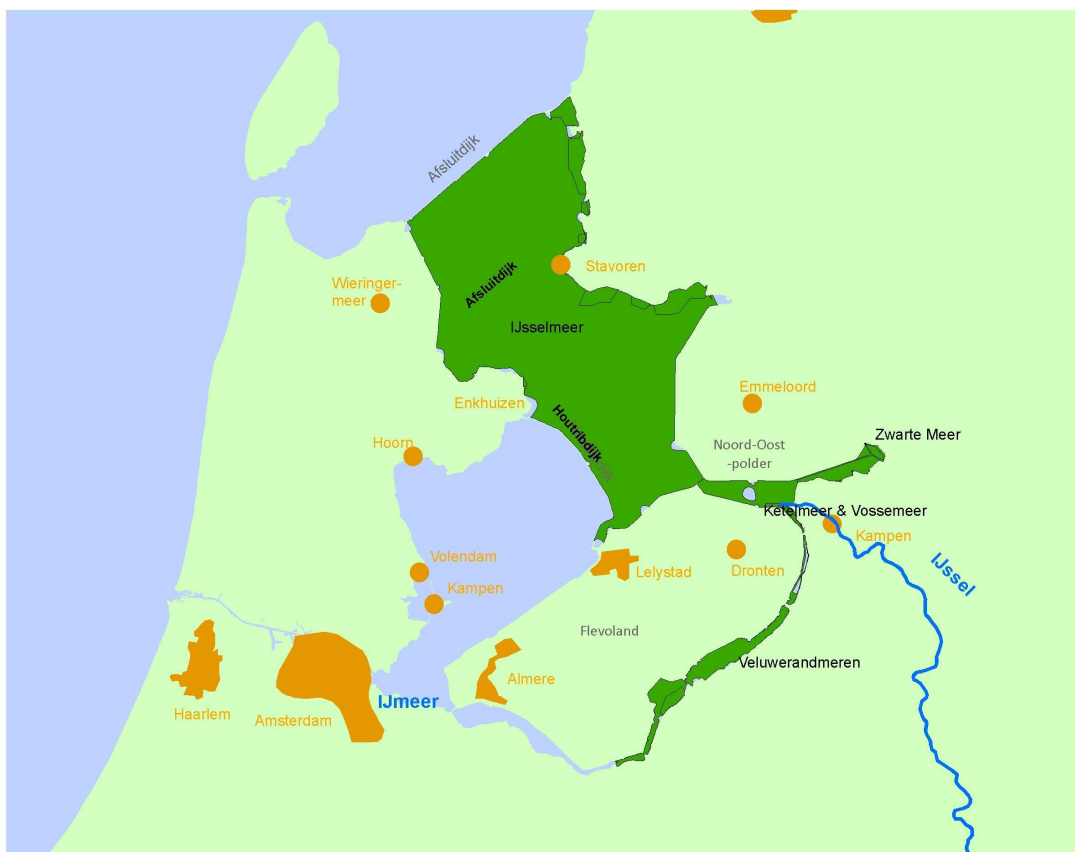 Afsluitdijk
Wieringer-
meer
Afsluitdijk
Stavoren
IJsselmeer
Emmeloord
Enkhuizen
Houtribdijk
Hoorn
Noord-Oost
-polder
Zwarte Meer
Ketelmeer & Vossemeer
Kampen
Volendam
Kampen
Lelystad
Dronten
IJssel
Flevoland
Veluwerandmeren
Almere
IJmeer
Haarlem
Amsterdam